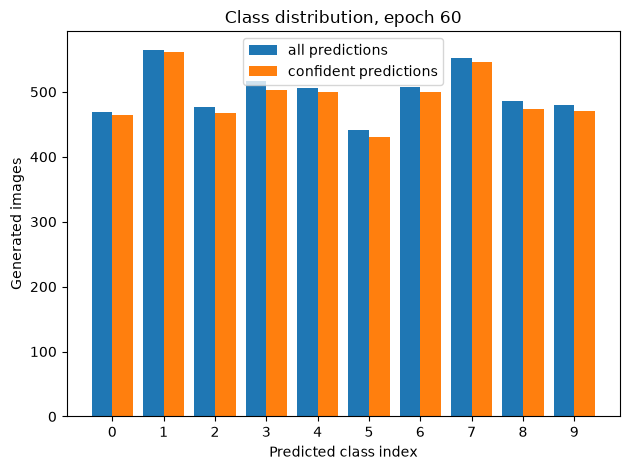 Class distribution, epoch 60
all predictions
confident predictions
Generated images
500
400
300
200
100
0
0 1 2 3 4 5 6 7 8 9
Predicted class index